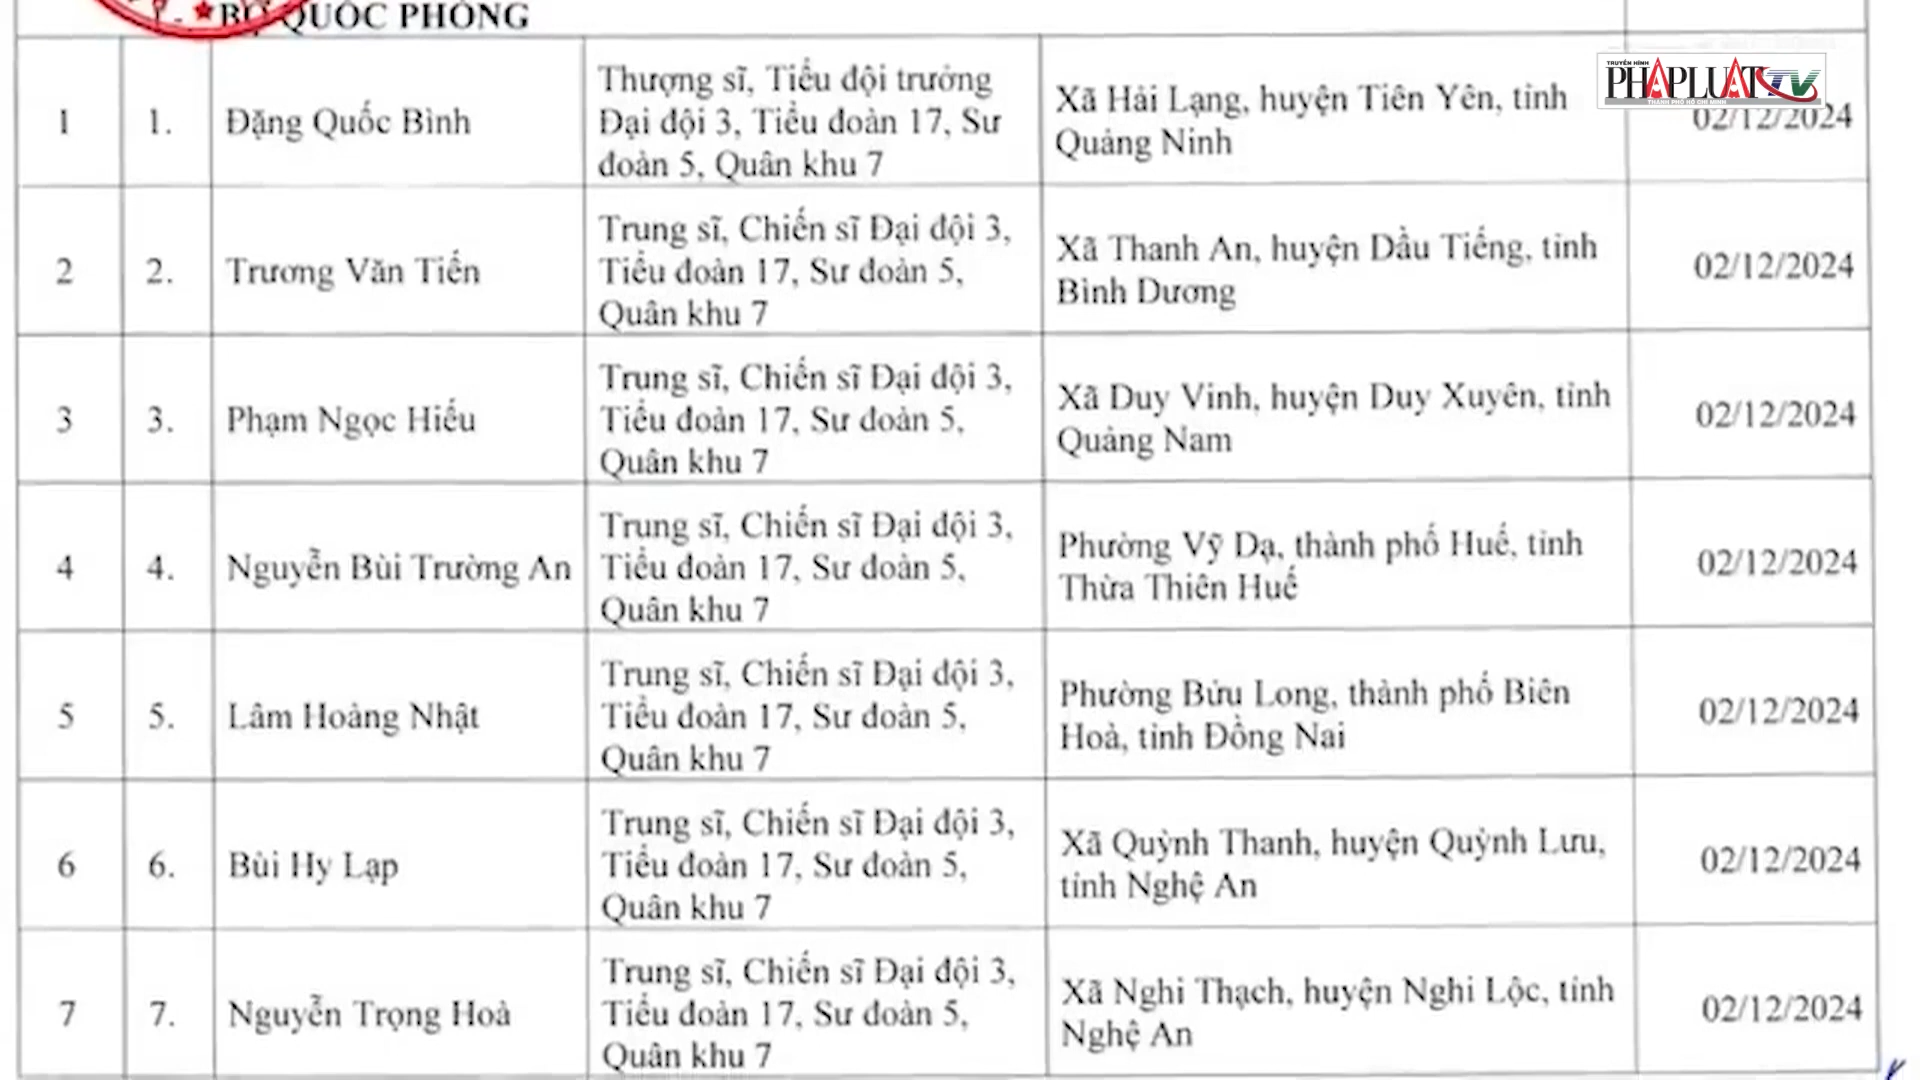 BỘ QUỐC PHÒNG
TRUYỀN HÌNH
PHÁPLUẬT TV
THÀNH PHỐ HỒ CHÍ MINH
1 1. Đặng Quốc Bình
Thượng sĩ, Tiểu đội trưởng
Đại đội 3, Tiểu đoàn 17, Sư
đoàn 5, Quân khu 7
Xã Hải Lạng, huyện Tiên Yên, tỉnh
Quảng Ninh
02/12/2024
2 2. Trương Văn Tiến
Trung sĩ, Chiến sĩ Đại đội 3,
Tiểu đoàn 17, Sư đoàn 5,
Quân khu 7
Xã Thanh An, huyện Dầu Tiếng, tỉnh
Bình Dương
02/12/2024
3 3. Phạm Ngọc Hiếu
Trung sĩ, Chiến sĩ Đại đội 3,
Tiểu đoàn 17, Sư đoàn 5,
Quân khu 7
Xã Duy Vinh, huyện Duy Xuyên, tỉnh
Quảng Nam
02/12/2024
4 4. Nguyễn Bùi Trường An
Trung sĩ, Chiến sĩ Đại đội 3,
Tiểu đoàn 17, Sư đoàn 5,
Quân khu 7
Phường Vỹ Dạ, thành phố Huế, tỉnh
Thừa Thiên Huế
02/12/2024
5 5. Lâm Hoàng Nhật
Trung sĩ, Chiến sĩ Đại đội 3,
Tiểu đoàn 17, Sư đoàn 5,
Quân khu 7
Phường Bửu Long, thành phố Biên
Hoà, tỉnh Đồng Nai
02/12/2024
6 6. Bùi Hy Lạp
Trung sĩ, Chiến sĩ Đại đội 3,
Tiểu đoàn 17, Sư đoàn 5,
Quân khu 7
Xã Quỳnh Thanh, huyện Quỳnh Lưu,
tỉnh Nghệ An
02/12/2024
7 7. Nguyễn Trọng Hoà
Trung sĩ, Chiến sĩ Đại đội 3,
Tiểu đoàn 17, Sư đoàn 5,
Quân khu 7
Xã Nghi Thạch, huyện Nghi Lộc, tỉnh
Nghệ An
02/12/2024